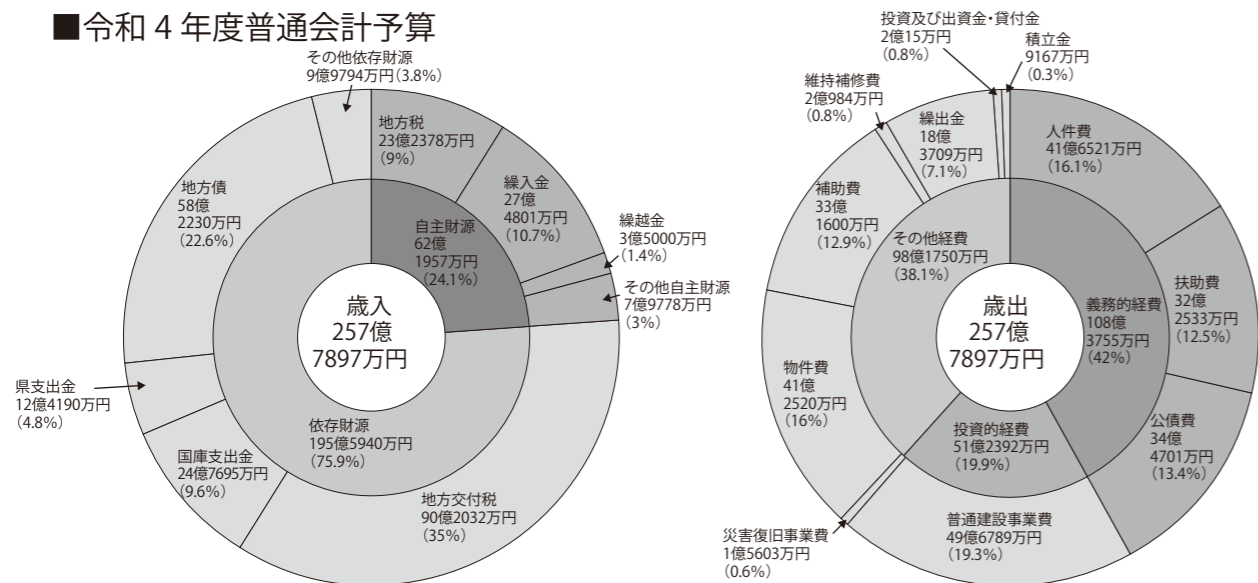 ■令和4年度普通会計予算
その他依存財源
9億9794万円(3.8%)
地方税
23億2378万円
(9%)
繰入金
27億
4801万円
(10.7%)
繰越金
3億5000万円
(1.4%)
その他自主財源
7億9778万円
(3%)
自主財源
62億
1957万円
(24.1%)
地方債
58億
2230万円
(22.6%)
歳入
257億
7897万円
県支出金
12億4190万円
(4.8%)
国庫支出金
24億7695万円
(9.6%)
依存財源
195億5940万円
(75.9%)
地方交付税
90億2032万円
(35%)
投資及び出資金・貸付金
2億15万円
(0.8%)
積立金
9167万円
(0.3%)
維持補修費
2億984万円
(0.8%)
繰出金
18億
3709万円
(7.1%)
人件費
41億6521万円
(16.1%)
補助費
33億
1600万円
(12.9%)
その他経費
98億1750万円
(38.1%)
扶助費
32億
2533万円
(12.5%)
義務的経費
108億
3755万円
(42%)
歳出
257億
7897万円
物件費
41億
2520万円
(16%)
投資的経費
51億2392万円
(19.9%)
公債費
34億
4701万円
(13.4%)
普通建設事業費
49億6789万円
(19.3%)
災害復旧事業費
1億5603万円
(0.6%)